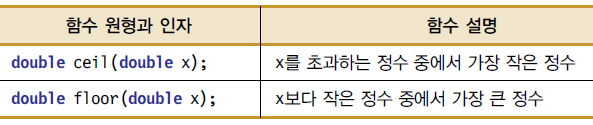 함수 원형과 인자 함수 설명
double ceil(double x); x를 초과하는 정수 중에서 가장 작은 정수
double floor(double x); x보다 작은 정수 중에서 가장 큰 정수